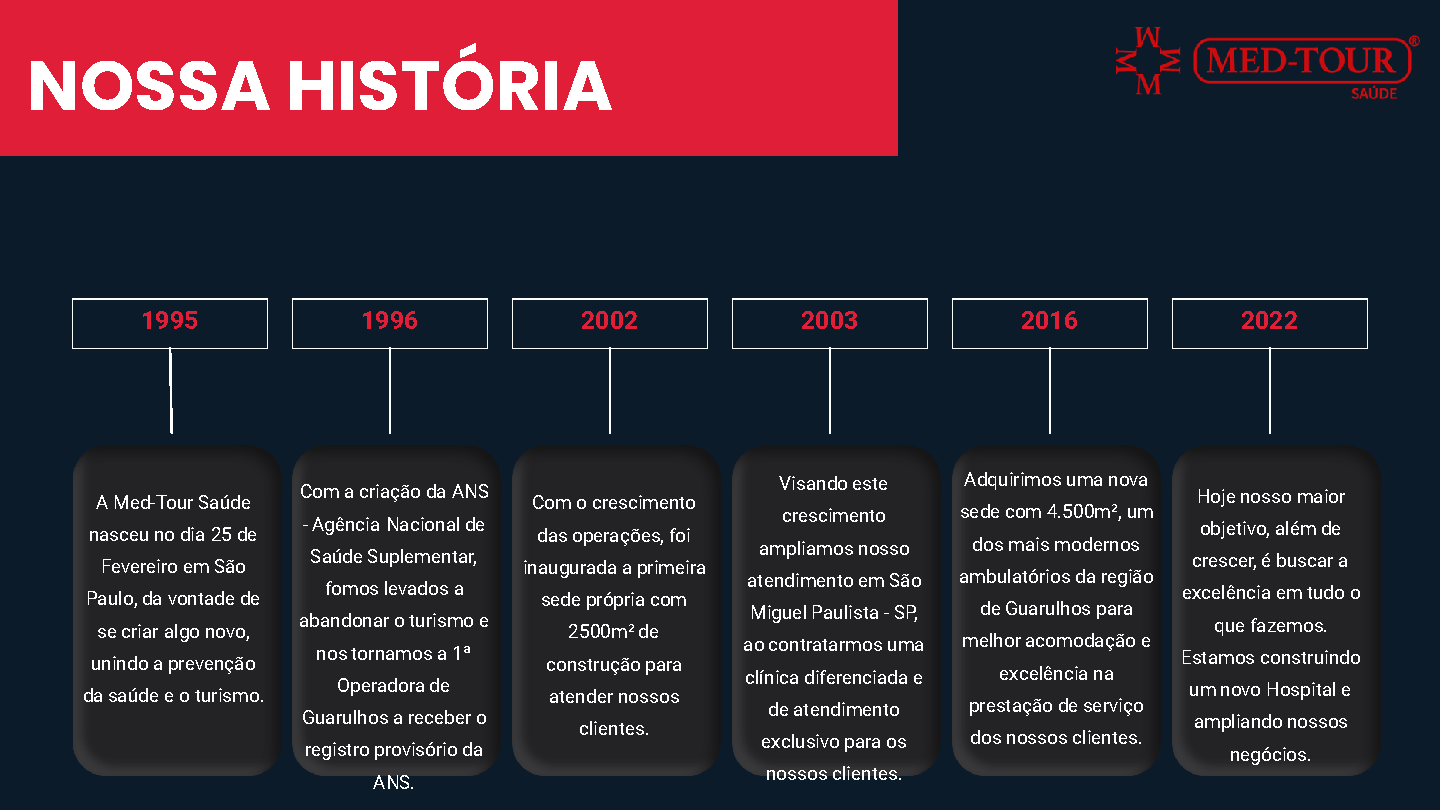 NOSSA HISTÓRIA
MED-TOUR®
SAÚDE
1995
A Med-Tour Saúde
nasceu no dia 25 de
Fevereiro em São
Paulo, da vontade de
se criar algo novo,
unindo a prevenção
da saúde e o turismo.
1996
Com a criação da ANS
- Agência Nacional de
Saúde Suplementar,
fomos levados a
abandonar o turismo e
nos tornamos a 1ª
Operadora de
Guarulhos a receber o
registro provisório da
ANS.
2002
Com o crescimento
das operações, foi
inaugurada a primeira
sede própria com
2500m² de
construção para
atender nossos
clientes.
2003
Visando este
crescimento
ampliamos nosso
atendimento em São
Miguel Paulista - SP,
ao contratarmos uma
clínica diferenciada e
de atendimento
exclusivo para os
nossos clientes.
2016
Adquirimos uma nova
sede com 4.500m², um
dos mais modernos
ambulatórios da região
de Guarulhos para
melhor acomodação e
excelência na
prestação de serviço
dos nossos clientes.
2022
Hoje nosso maior
objetivo, além de
crescer, é buscar a
excelência em tudo o
que fazemos.
Estamos construindo
um novo Hospital e
ampliando nossos
negócios.